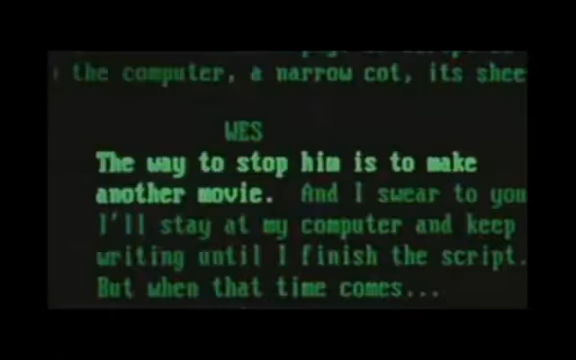 the computer, a narrow cot, its shee
WES
The way to stop him is to make
another movie. And I swear to you
I'll stay at my computer and keep
writing until I finish the script.
But when that time comes...